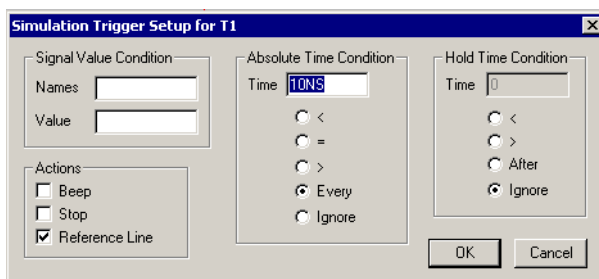 Simulation Trigger Setup for T1
Signal Value Condition
Names
Value
Actions
Beep
Stop
Reference Line
Absolute Time Condition
Time 10NS
<
=
>
Every
Ignore
Hold Time Condition
Time 0
<
>
After
Ignore
OK Cancel